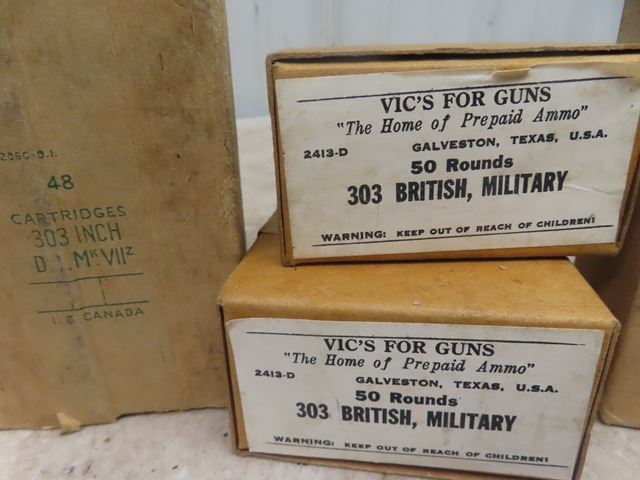 48
CARTRIDGES
303 INCH
MK VIIZ
CANADA
VIC'S FOR GUNS
"The Home of Prepaid Ammo"
GALVESTON, TEXAS, U.S.A.
2413-D
50 Rounds
303 BRITISH, MILITARY
WARNING: KEEP OUT OF REACH OF CHILDREN!
VIC'S FOR GUNS
"The Home of Prepaid Ammo"
2413-D
GALVESTON, TEXAS, U.S.A.
50 Rounds
303 BRITISH, MILITARY
WARNING: KEEP OUT OF REACH OF CHILDREN!